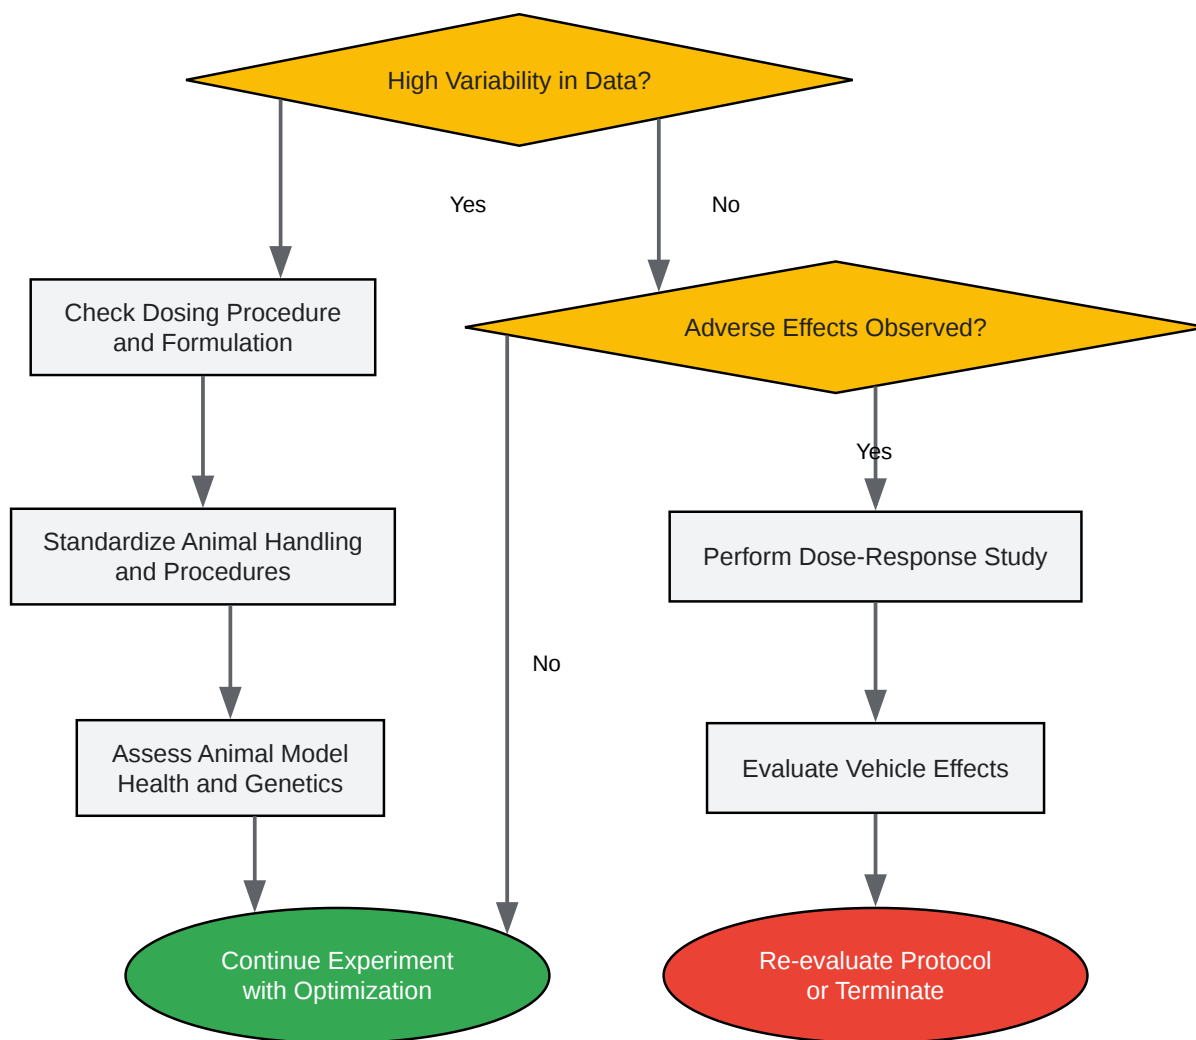 High Variability in Data?
Yes
No
Check Dosing Procedure
and Formulation
Adverse Effects Observed?
Yes
Standardize Animal Handling
and Procedures
Perform Dose-Response Study
No
Assess Animal Model
Health and Genetics
Evaluate Vehicle Effects
Continue Experiment
with Optimization
Re-evaluate Protocol
or Terminate